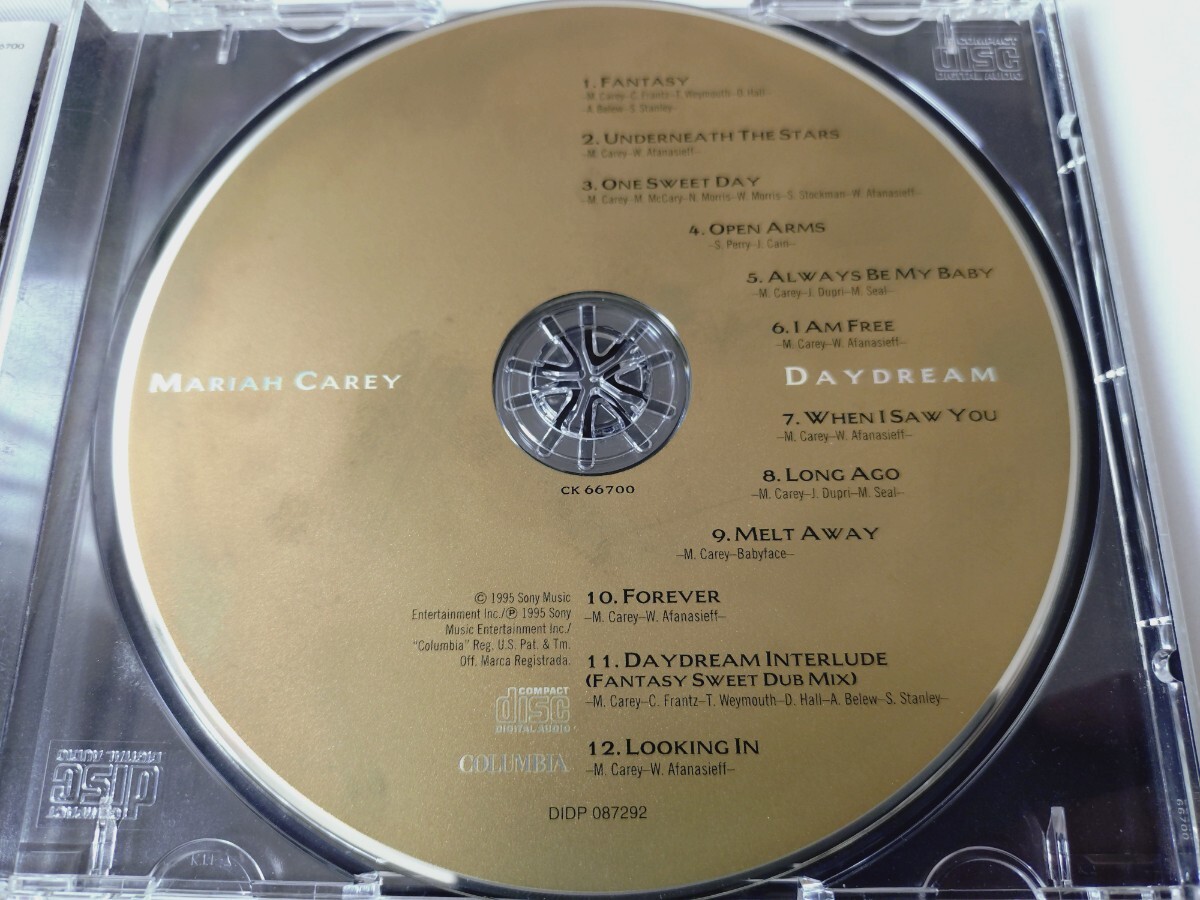 6700
COMPACT
disc
DIGITAL AUDIO
1. FANTASY
–M. Carey–C. Frantz–T. Weymouth–D. Hall–
A. Belew–S. Stanley–
2. UNDERNEATH THE STARS
–M. Carey–W. Afanasieff–
3. ONE SWEET DAY
–M. Carey–M. McCary–N. Morris–W. Morris–S. Stockman–W. Afanasieff–
4. OPEN ARMS
–S. Perry–J. Cain–
5. ALWAYS BE MY BABY
–M. Carey–J. Dupri–M. Seal–
6. I AM FREE
–M. Carey–W. Afanasieff–
MARIAH CAREY
DAYDREAM
7. WHEN I SAW YOU
–M. Carey–W. Afanasieff–
8. LONG AGO
–M. Carey–J. Dupri–M. Seal–
CK 66700
9. MELT AWAY
–M. Carey–Babyface–
10. FOREVER
–M. Carey–W. Afanasieff–
© 1995 Sony Music
Entertainment Inc./℗ 1995 Sony
Music Entertainment Inc./
"Columbia" Reg. U.S. Pat. & Tm.
Off. Marca Registrada.
11. DAYDREAM INTERLUDE
(FANTASY SWEET DUB MIX)
–M. Carey–C. Frantz–T. Weymouth–D. Hall–A. Belew–S. Stanley–
COMPACT
disc
DIGITAL AUDIO
12. LOOKING IN
–M. Carey–W. Afanasieff–
COLUMBIA
DIDP 087292
COMPACT
disc
DIGITAL AUDIO
66700